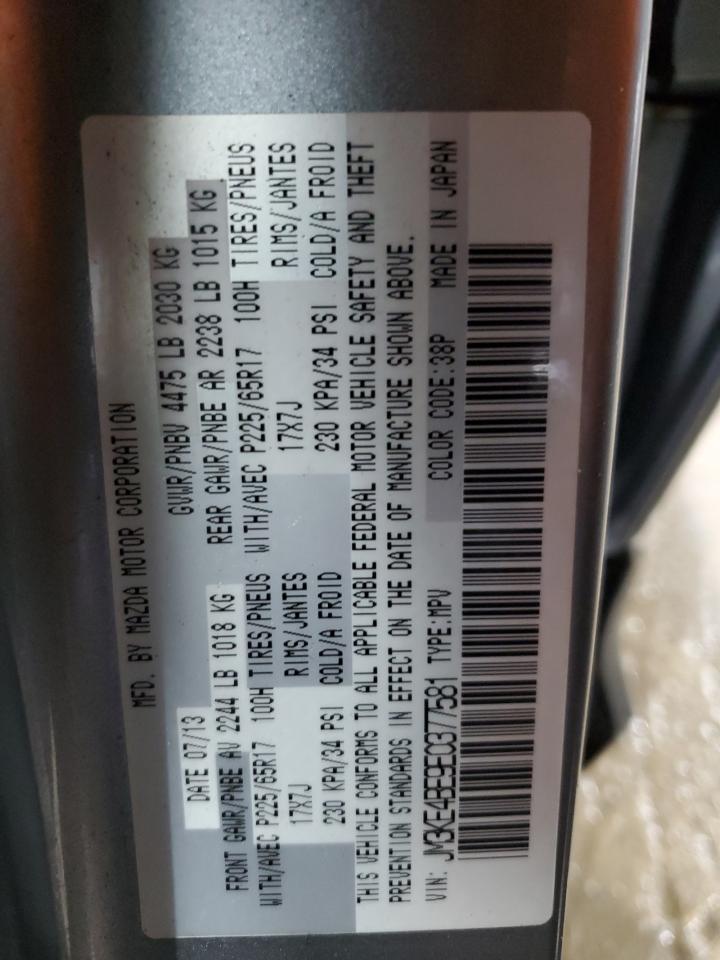 MFD. BY MAZDA MOTOR CORPORATION
DATE 07/13 GVWR/PNBV 4475 LB 2030 KG
FRONT GAWR/PNBE AV 2244 LB 1018 KG REAR GAWR/PNBE AR 2238 LB 1015 KG
WITH/AVEC P225/65R17 100H TIRES/PNEUS WITH/AVEC P225/65R17 100H TIRES/PNEUS
17X7J RIMS/JANTES 17X7J RIMS/JANTES
230 KPA/34 PSI COLD/A FROID 230 KPA/34 PSI COLD/A FROID
THIS VEHICLE CONFORMS TO ALL APPLICABLE FEDERAL MOTOR VEHICLE SAFETY AND THEFT
PREVENTION STANDARDS IN EFFECT ON THE DATE OF MANUFACTURE SHOWN ABOVE.
VIN: JM3KE4BE9E0377581 TYPE:MPV COLOR CODE:38P MADE IN JAPAN